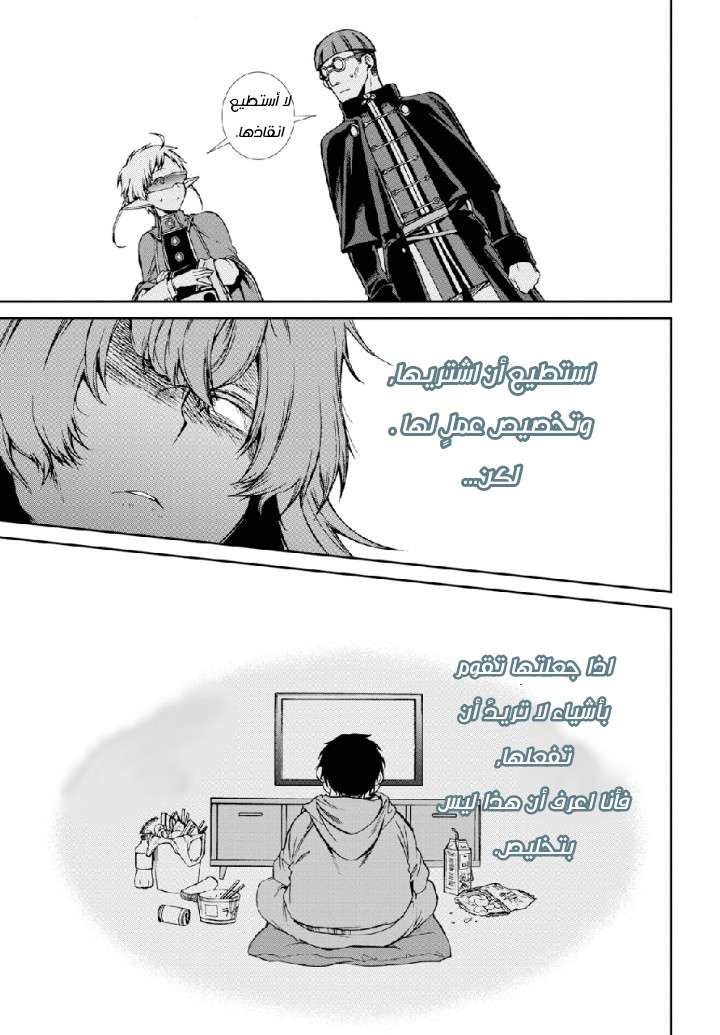 لا أستطيع
انقاذها.
استطيع أن اشتريها,
وتخصيص عملٍ لها .
لكن...
اذا جعلتها تقوم
بأشياء لا تريدُ أن
تفعلها,
فأنا اعرف أن هذا ليس
بتخليص.